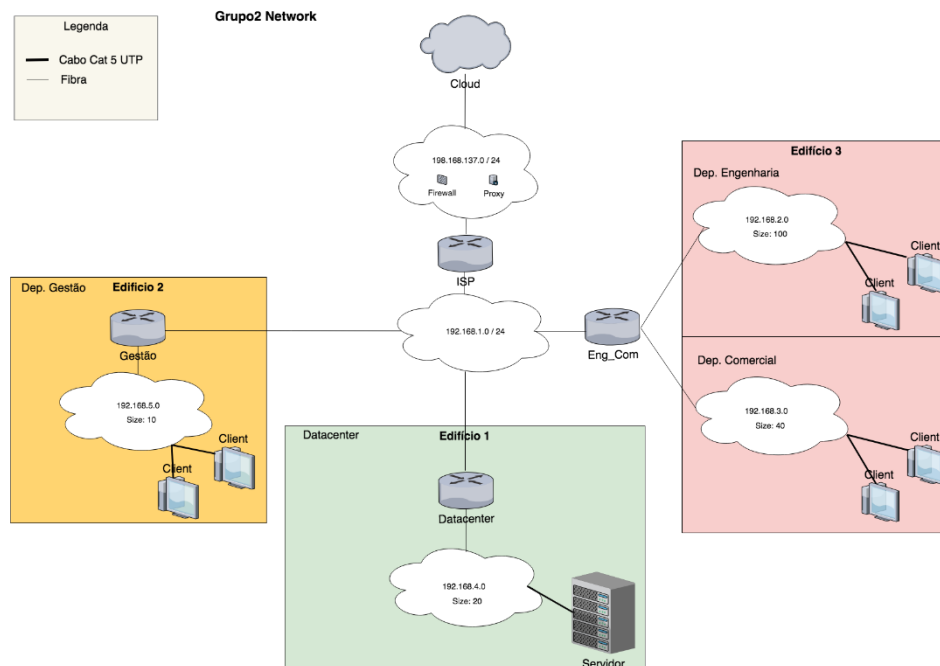 Grupo2 Network
Legenda
Cabo Cat 5 UTP
Fibra
Cloud
198.168.137.0 / 24
Firewall
Proxy
ISP
192.168.1.0 / 24
Dep. Gestão
Edificio 2
Gestão
192.168.5.0
Size: 10
Client
Client
Eng_Com
Edifício 3
Dep. Engenharia
192.168.2.0
Size: 100
Client
Client
Dep. Comercial
192.168.3.0
Size: 40
Client
Client
Datacenter
Edifício 1
Datacenter
192.168.4.0
Size: 20
Servidor